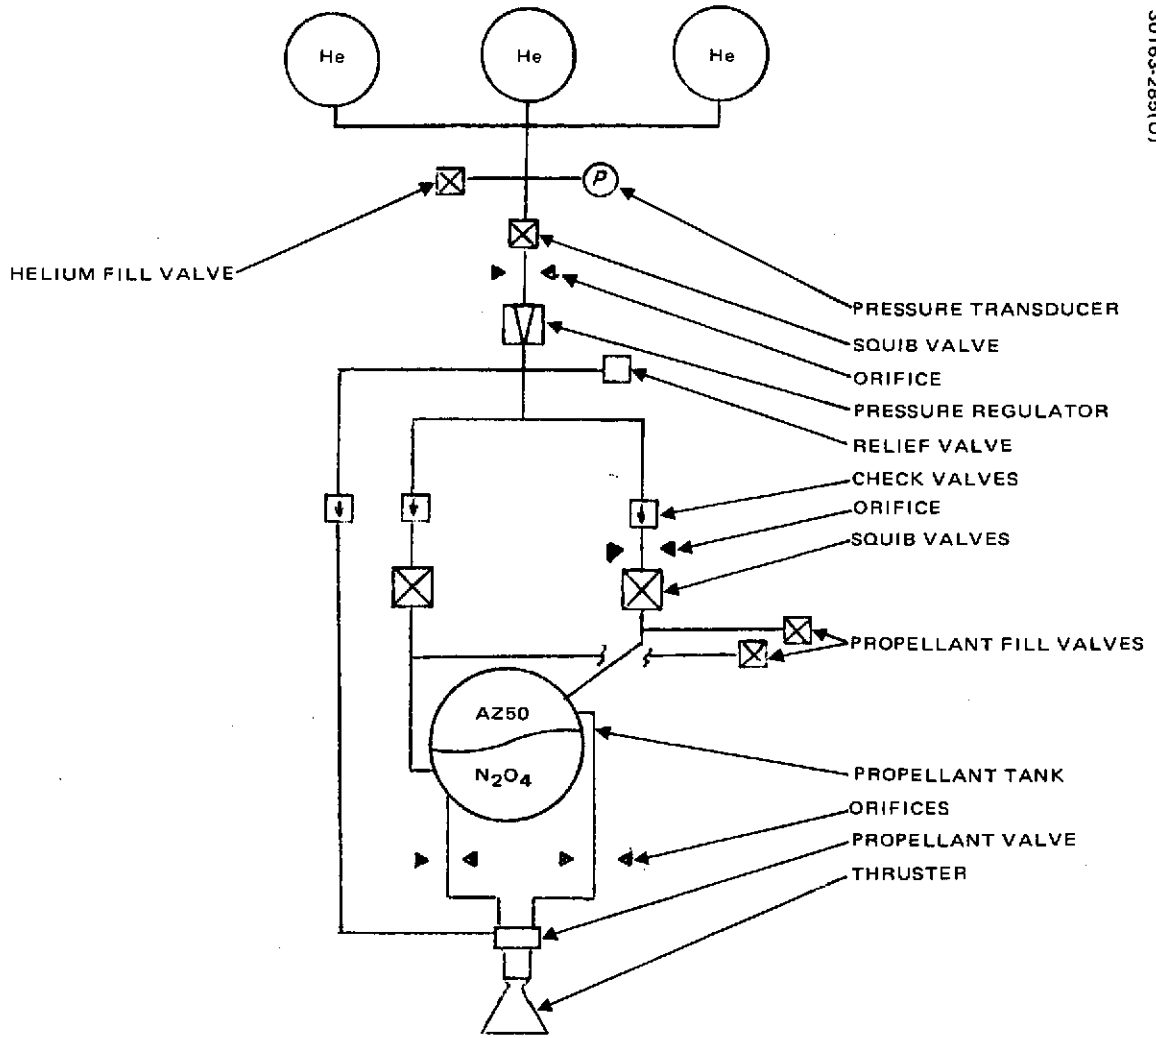 He
He
He
P
HELIUM FILL VALVE
PRESSURE TRANSDUCER
SQUIB VALVE
ORIFICE
PRESSURE REGULATOR
RELIEF VALVE
CHECK VALVES
ORIFICE
SQUIB VALVES
PROPELLANT FILL VALVES
AZ50
N₂O₄
PROPELLANT TANK
ORIFICES
PROPELLANT VALVE
THRUSTER